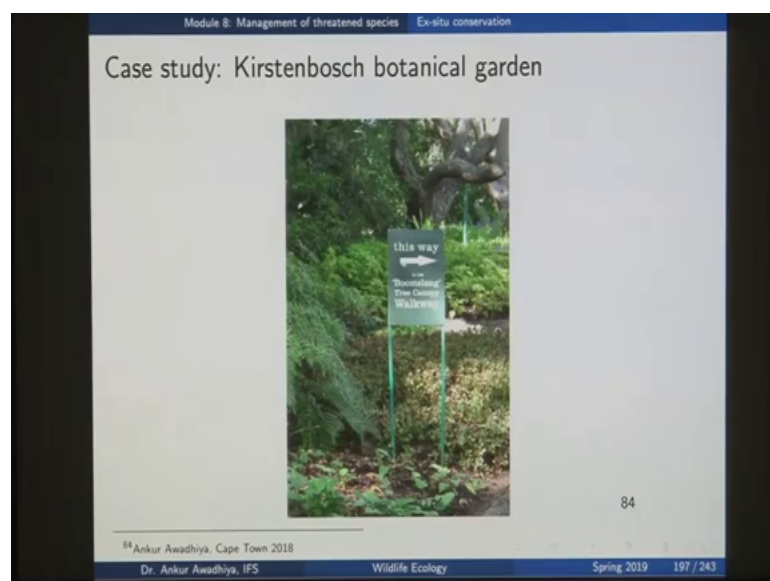 Module 8: Management of threatened species Ex-situ conservation
Case study: Kirstenbosch botanical garden
this way
to the
'Boomslang'
Tree Canopy
Walkway
84
84 Ankur Awadhiya, Cape Town 2018
Dr. Ankur Awadhiya, IFS Wildlife Ecology Spring 2019 197 / 243